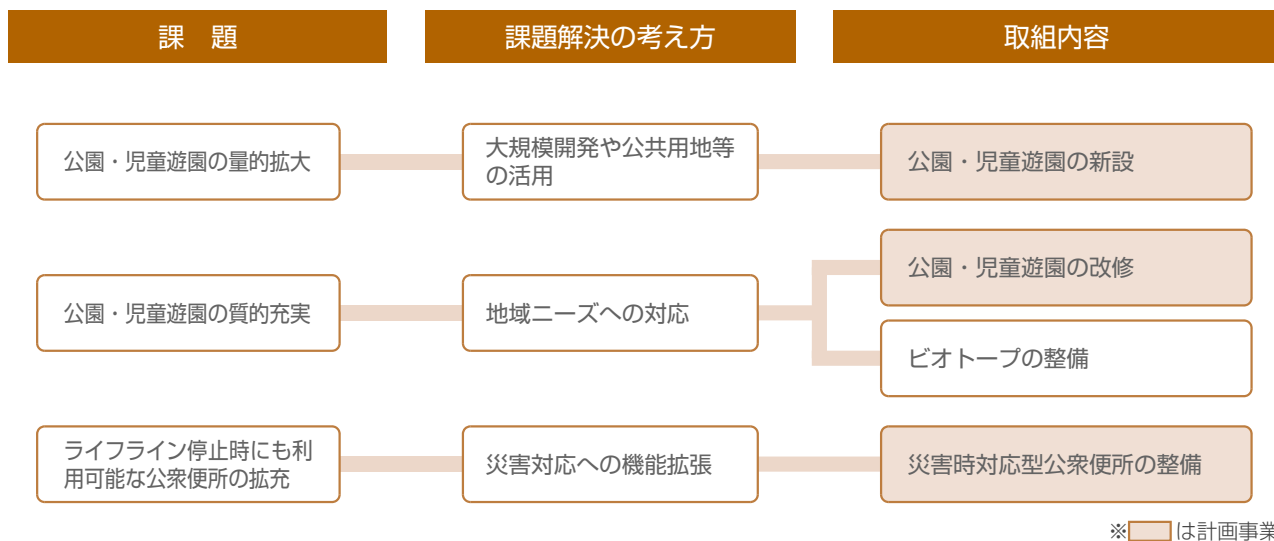 課　題
課題解決の考え方
取組内容
公園・児童遊園の量的拡大
大規模開発や公共用地等
の活用
公園・児童遊園の新設
公園・児童遊園の質的充実
地域ニーズへの対応
公園・児童遊園の改修
ビオトープの整備
ライフライン停止時にも利
用可能な公衆便所の拡充
災害対応への機能拡張
災害時対応型公衆便所の整備
※　　は計画事業